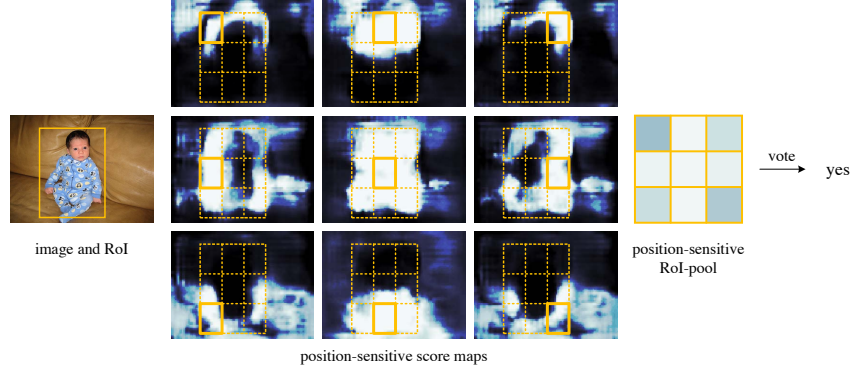 image and RoI
position-sensitive score maps
position-sensitive
RoI-pool
vote
yes